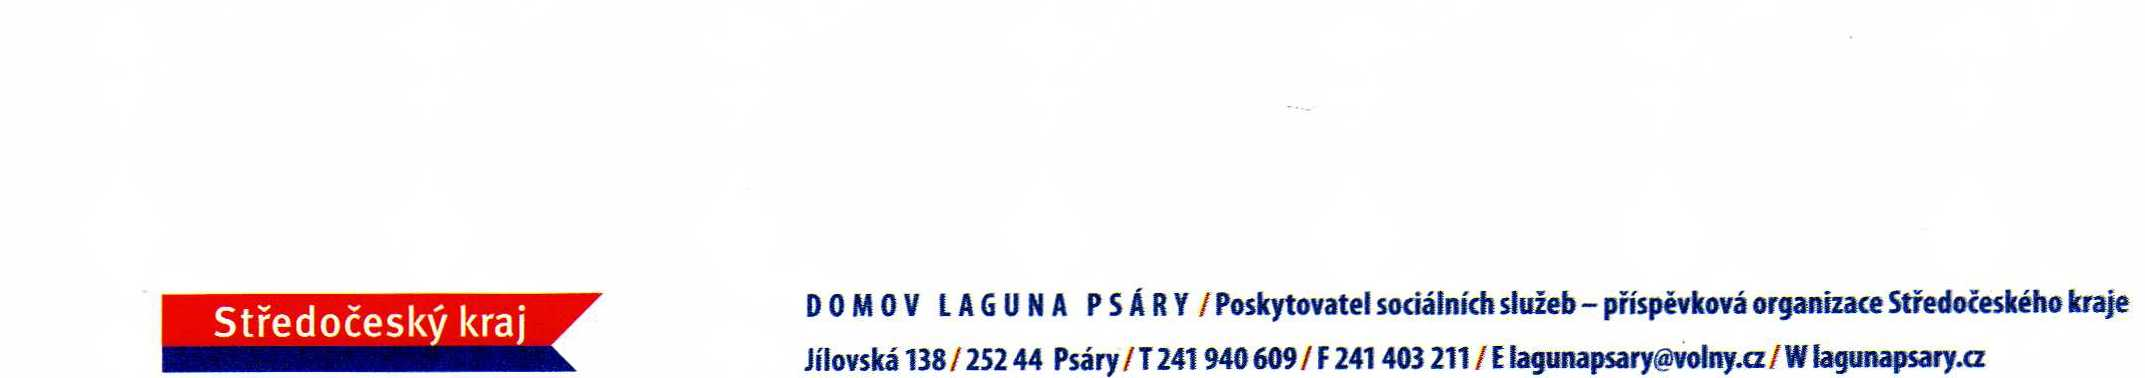 Středočeský kraj
DOMOV LAGUNA PSÁRY / Poskytovatel sociálních služeb – příspěvková organizace Středočeského kraje
Jílovská 138 / 252 44 Psáry / T 241 940 609 / F 241 403 211 / E lagunapsary@volny.cz / W lagunapsary.cz